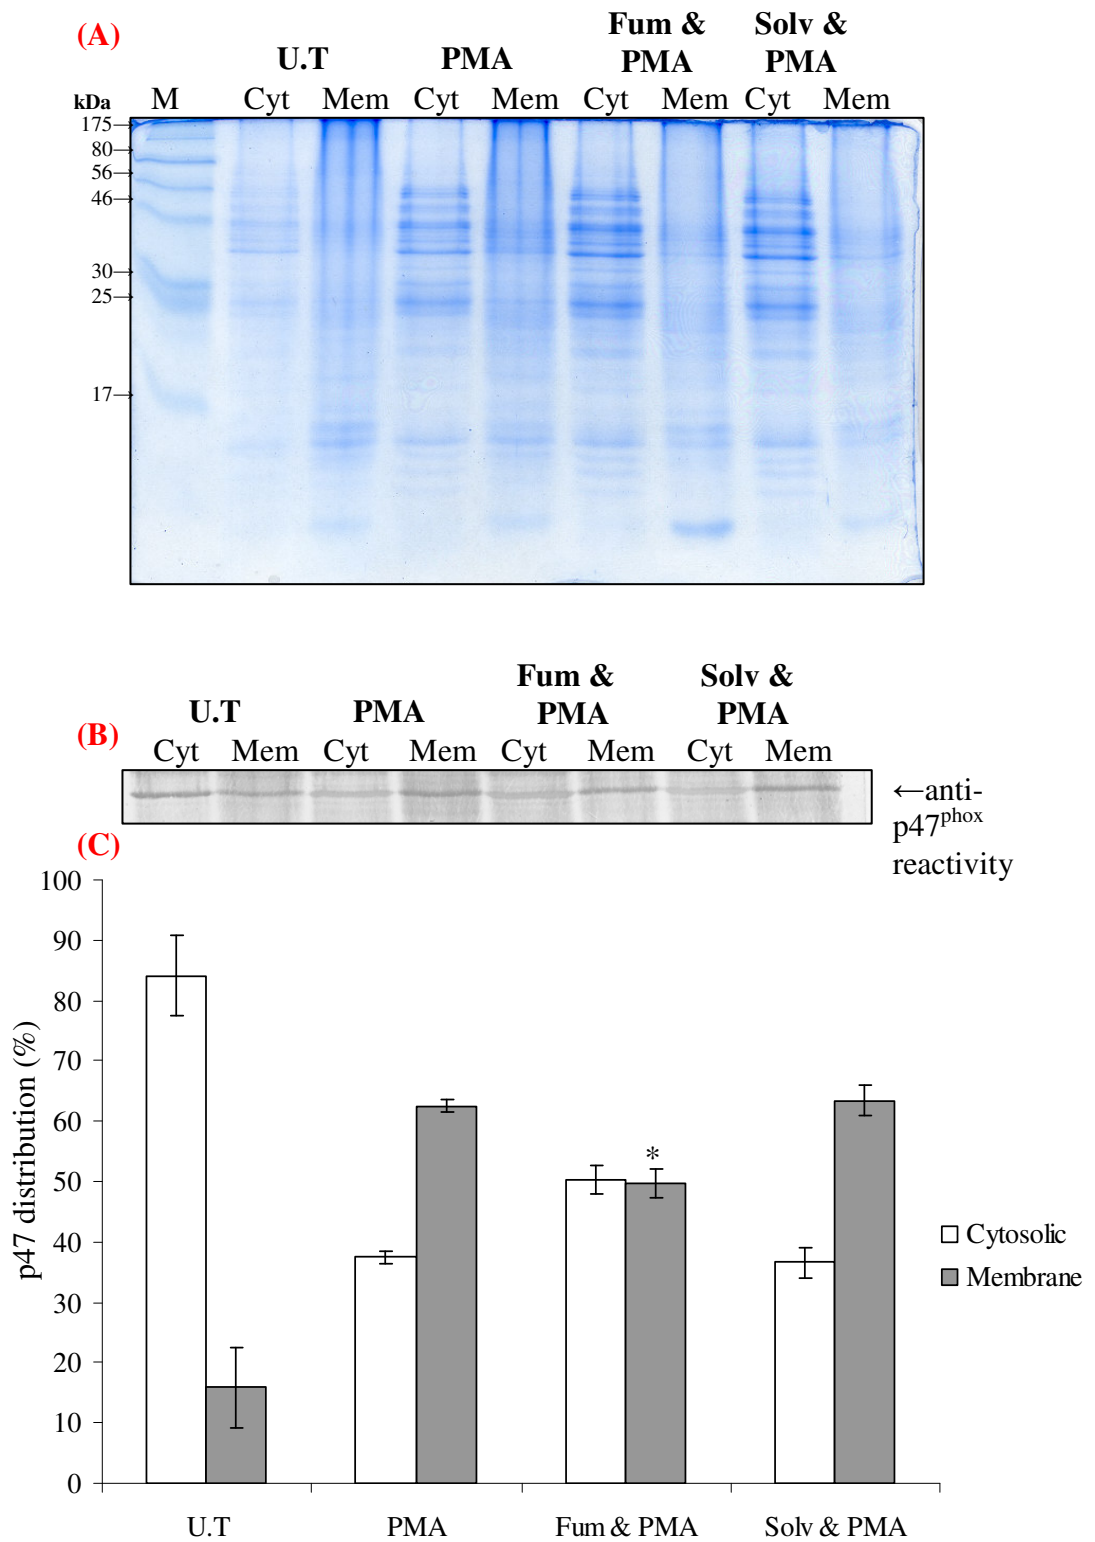 (A)
U.T PMA Fum & PMA Solv & PMA
kDa M Cyt Mem Cyt Mem Cyt Mem Cyt Mem
175
80
56
46
30
25
17
(B)
U.T PMA Fum & PMA Solv & PMA
Cyt Mem Cyt Mem Cyt Mem Cyt Mem
←anti-
p47phox
reactivity
(C)
100
90
80
70
60
50
40
30
20
10
0
p47 distribution (%)
*
Cytosolic
Membrane
U.T PMA Fum & PMA Solv & PMA